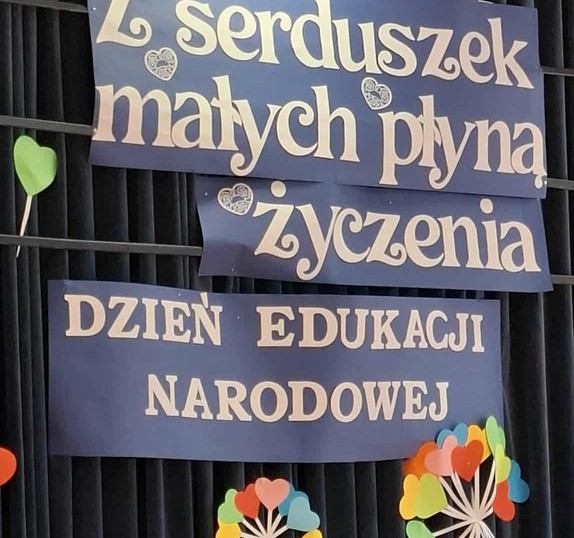 Z serduszek
małych płyną
życzenia
DZIEŃ EDUKACJI
NARODOWEJ